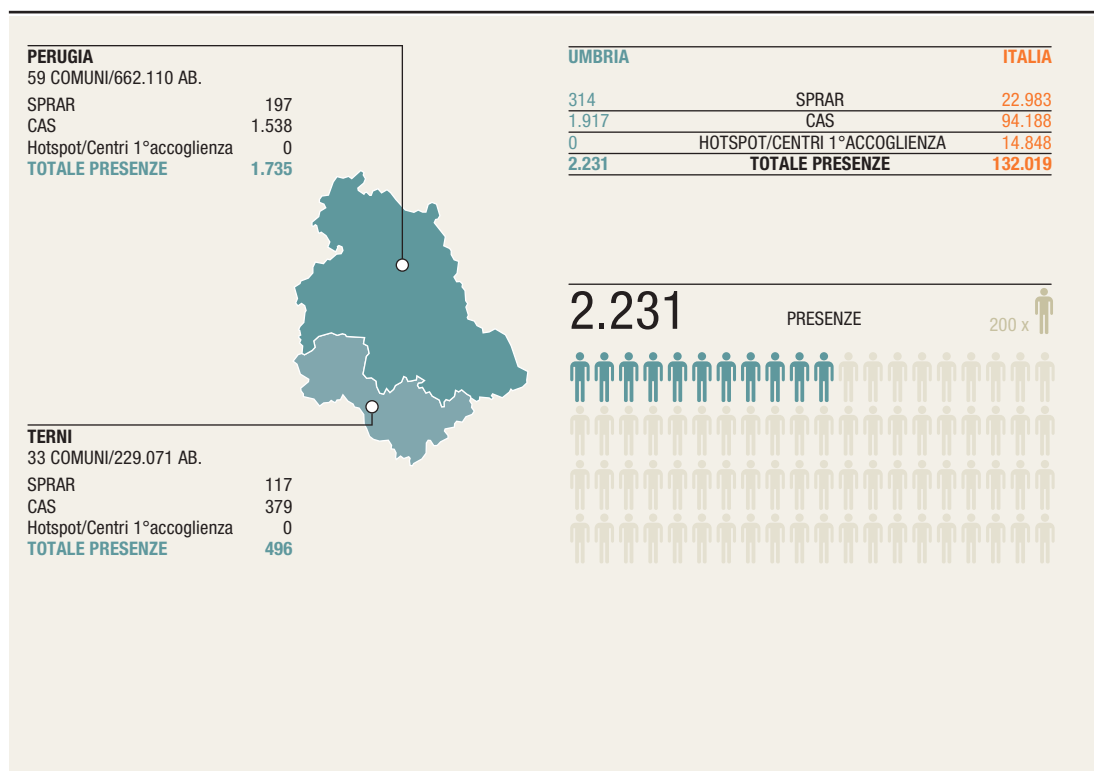 PERUGIA
59 COMUNI/662.110 AB.
SPRAR 197
CAS 1.538
Hotspot/Centri 1°accoglienza 0
TOTALE PRESENZE 1.735
TERNI
33 COMUNI/229.071 AB.
SPRAR 117
CAS 379
Hotspot/Centri 1°accoglienza 0
TOTALE PRESENZE 496
UMBRIA ITALIA
314 SPRAR 22.983
1.917 CAS 94.188
0 HOTSPOT/CENTRI 1°ACCOGLIENZA 14.848
2.231 TOTALE PRESENZE 132.019
2.231 PRESENZE 200 x